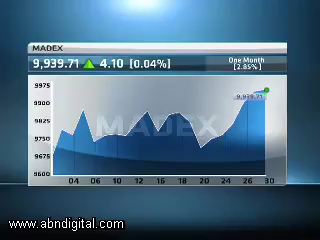 MADEX
9,939.71 4.10 [0.04%]
One Month
[2.85%]
9975
9900
9825
9750
9675
9600
MADEX
9,939.71
04 06 10 12 16 18 20 24 26 30
www.abndigital.com